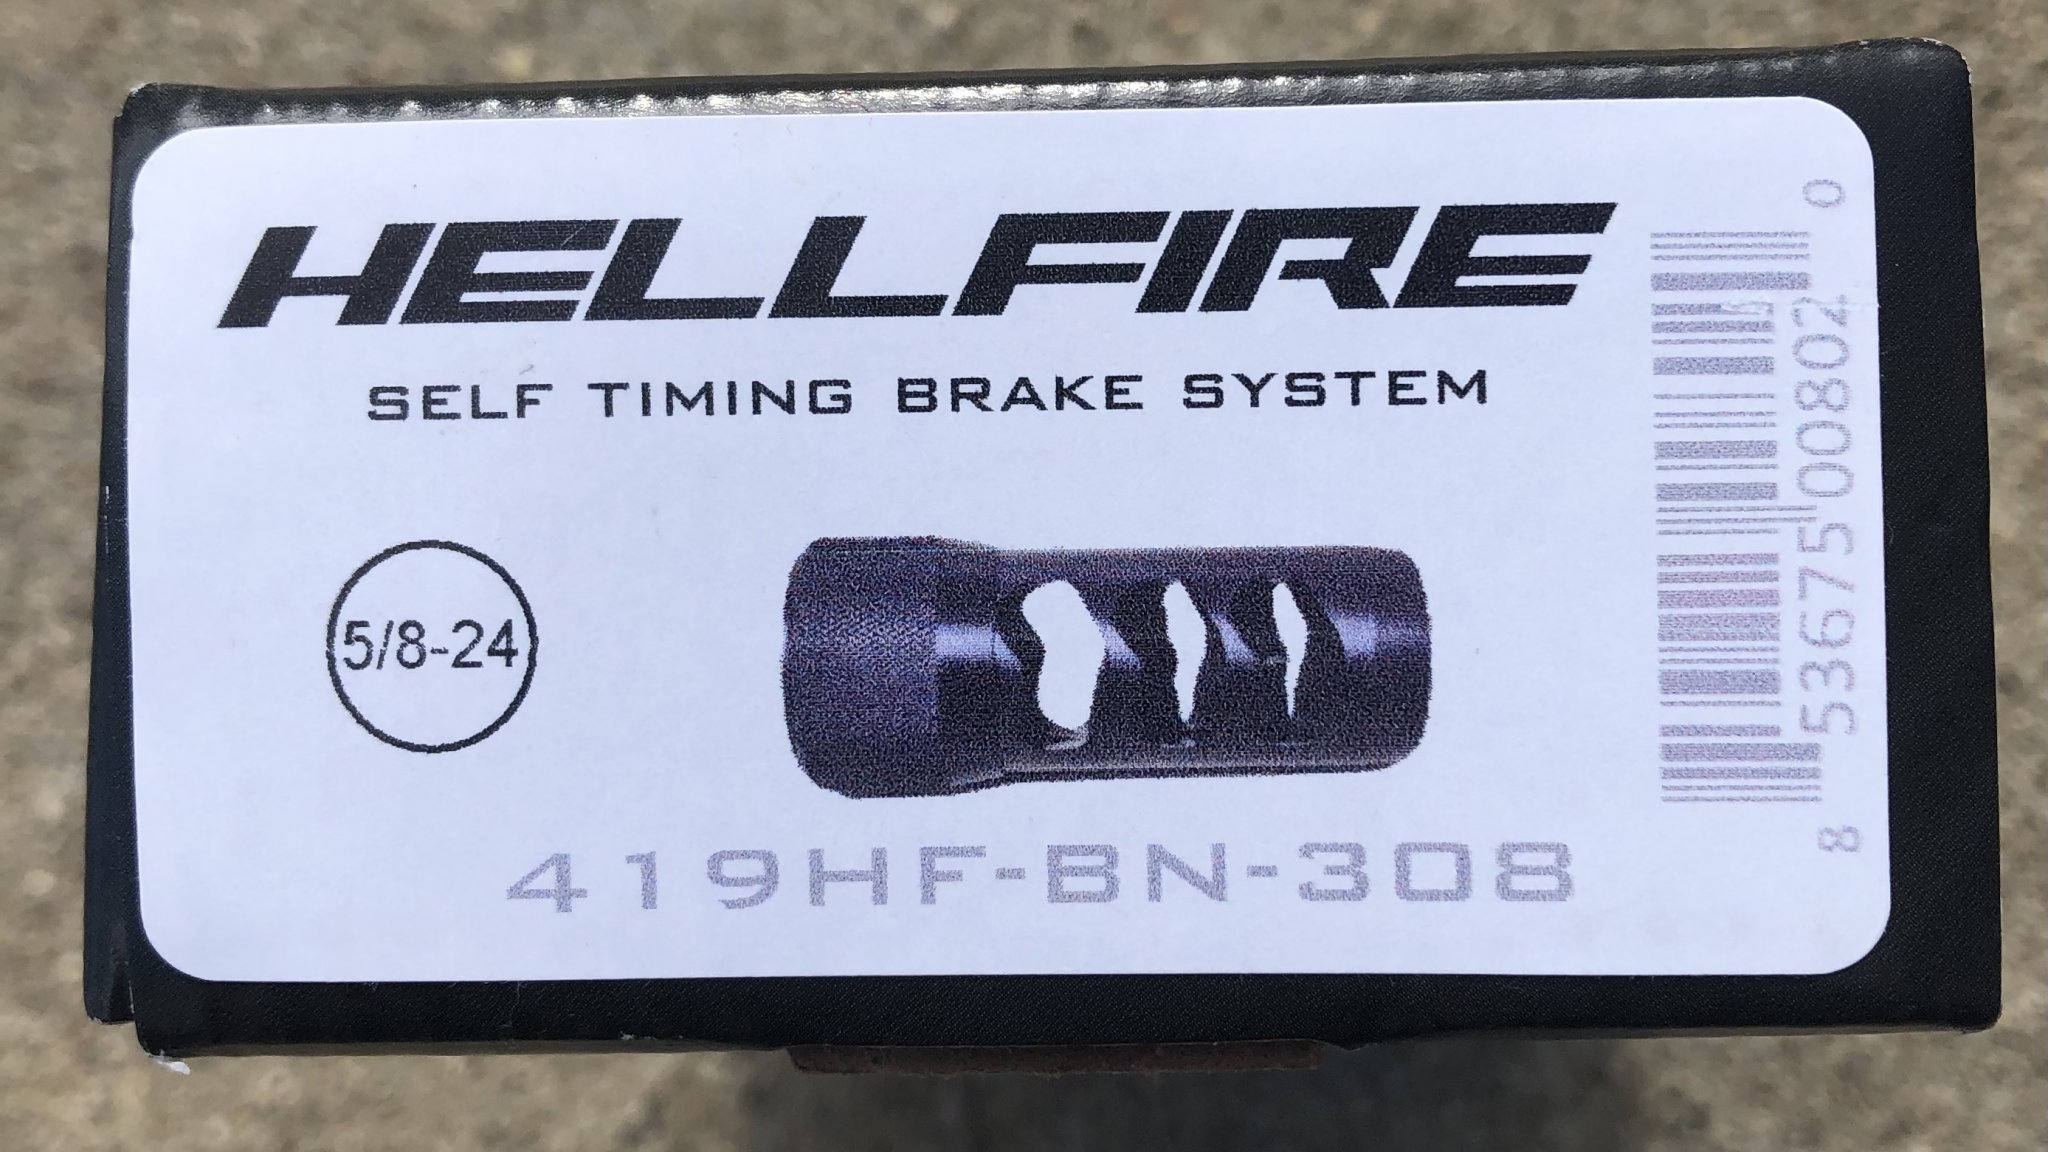 HELLFIRE
SELF TIMING BRAKE SYSTEM
5/8-24
419HF-BN-308
8 53675 00802 0